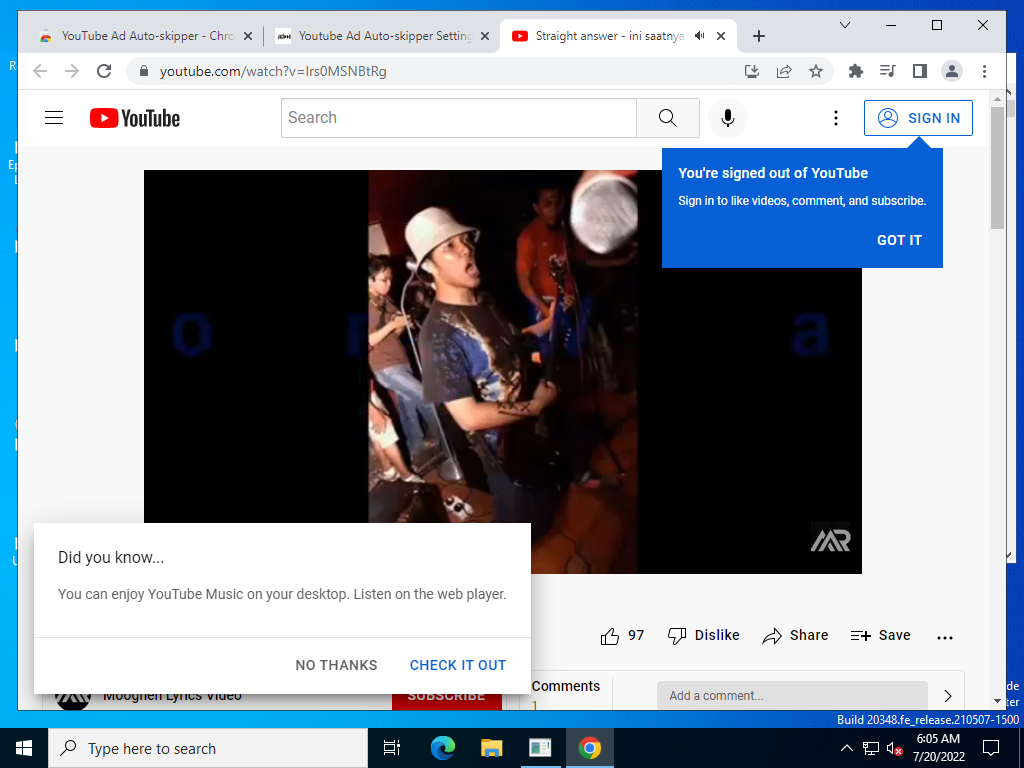 YouTube Ad Auto-skipper - Chro
Youtube Ad Auto-skipper Setting
Straight answer - ini saatnya
youtube.com/watch?v=Irs0MSNBtRg
YouTube
Search
SIGN IN
You're signed out of YouTube
Sign in to like videos, comment, and subscribe.
GOT IT
o
a
MR
Did you know...
You can enjoy YouTube Music on your desktop. Listen on the web player.
NO THANKS
CHECK IT OUT
97
Dislike
Share
Save
Mooghen Lyrics Video
SUBSCRIBE
Comments
1
Add a comment...
Build 20348.fe_release.210507-1500
Type here to search
6:05 AM
7/20/2022